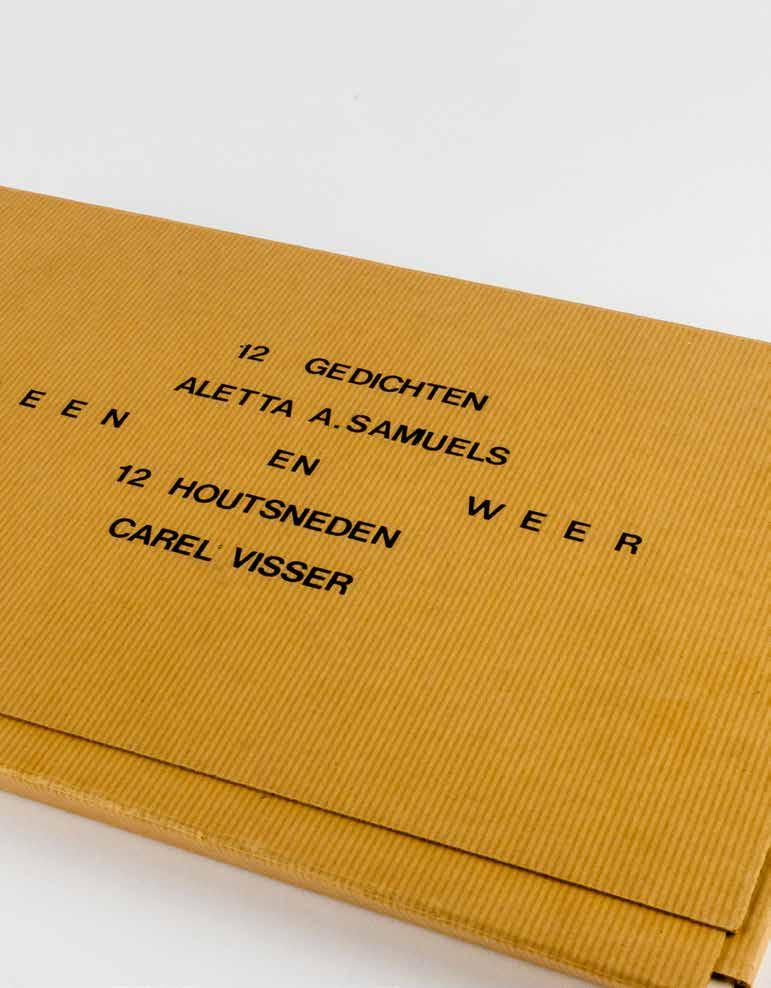 12 GEDICHTEN
ALETTA A. SAMUELS
E E N EN W E E R
12 HOUTSNEDEN
CAREL VISSER